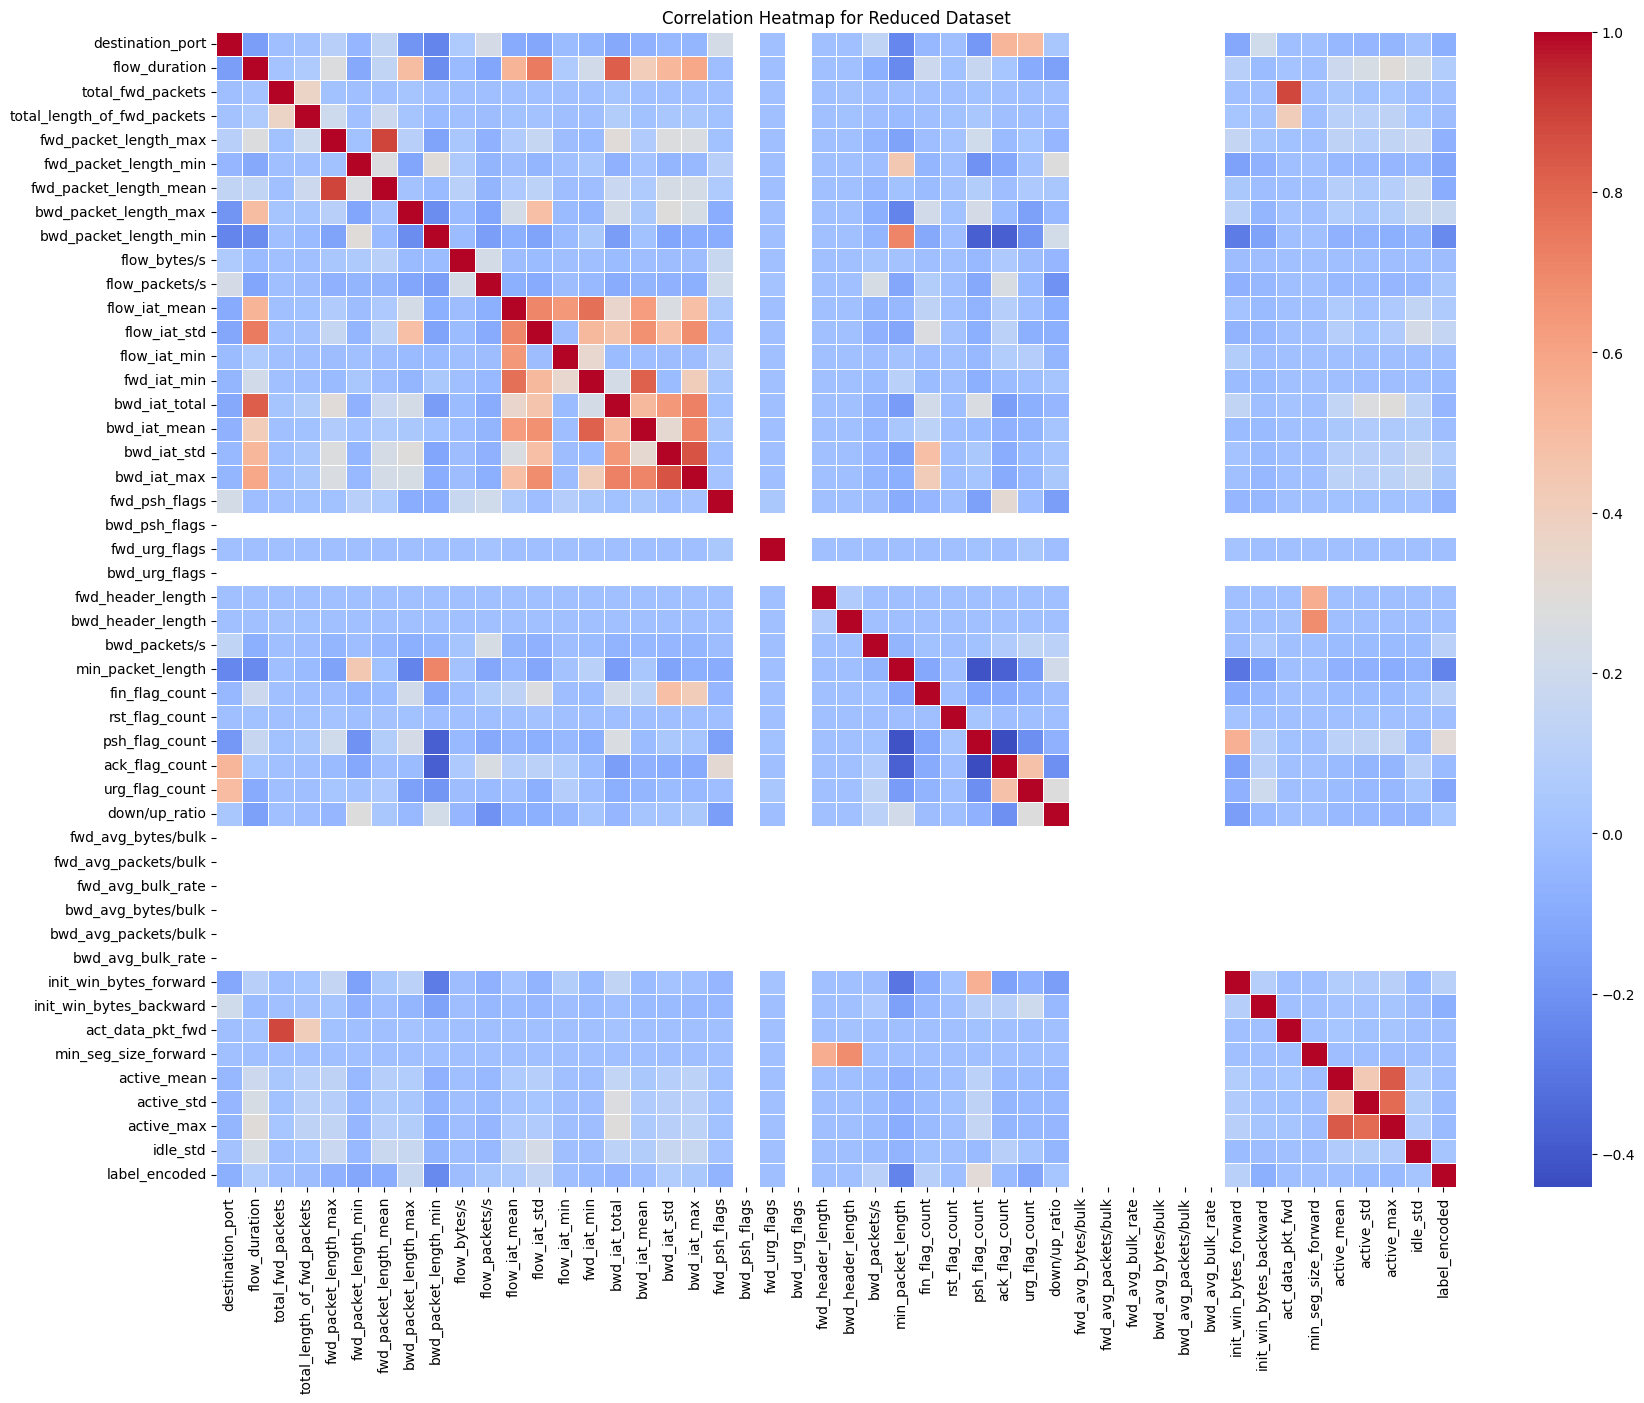 Correlation Heatmap for Reduced Dataset
destination_port
flow_duration
total_fwd_packets
total_length_of_fwd_packets
fwd_packet_length_max
fwd_packet_length_min
fwd_packet_length_mean
bwd_packet_length_max
bwd_packet_length_min
flow_bytes/s
flow_packets/s
flow_iat_mean
flow_iat_std
flow_iat_min
fwd_iat_min
bwd_iat_total
bwd_iat_mean
bwd_iat_std
bwd_iat_max
fwd_psh_flags
bwd_psh_flags
fwd_urg_flags
bwd_urg_flags
fwd_header_length
bwd_header_length
bwd_packets/s
min_packet_length
fin_flag_count
rst_flag_count
psh_flag_count
ack_flag_count
urg_flag_count
down/up_ratio
fwd_avg_bytes/bulk
fwd_avg_packets/bulk
fwd_avg_bulk_rate
bwd_avg_bytes/bulk
bwd_avg_packets/bulk
bwd_avg_bulk_rate
init_win_bytes_forward
init_win_bytes_backward
act_data_pkt_fwd
min_seg_size_forward
active_mean
active_std
active_max
idle_std
label_encoded
destination_port
flow_duration
total_fwd_packets
total_length_of_fwd_packets
fwd_packet_length_max
fwd_packet_length_min
fwd_packet_length_mean
bwd_packet_length_max
bwd_packet_length_min
flow_bytes/s
flow_packets/s
flow_iat_mean
flow_iat_std
flow_iat_min
fwd_iat_min
bwd_iat_total
bwd_iat_mean
bwd_iat_std
bwd_iat_max
fwd_psh_flags
bwd_psh_flags
fwd_urg_flags
bwd_urg_flags
fwd_header_length
bwd_header_length
bwd_packets/s
min_packet_length
fin_flag_count
rst_flag_count
psh_flag_count
ack_flag_count
urg_flag_count
down/up_ratio
fwd_avg_bytes/bulk
fwd_avg_packets/bulk
fwd_avg_bulk_rate
bwd_avg_bytes/bulk
bwd_avg_packets/bulk
bwd_avg_bulk_rate
init_win_bytes_forward
init_win_bytes_backward
act_data_pkt_fwd
min_seg_size_forward
active_mean
active_std
active_max
idle_std
label_encoded
1.0
0.8
0.6
0.4
0.2
0.0
−0.2
−0.4